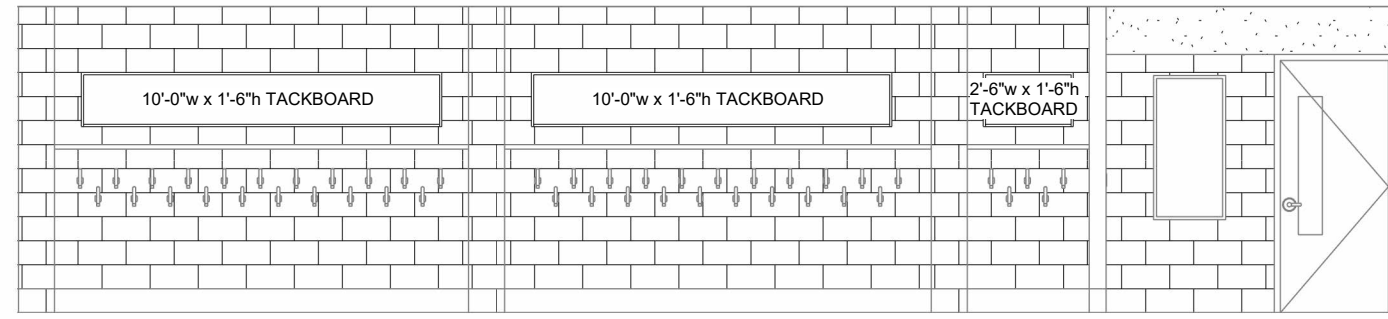 10'-0"w x 1'-6"h TACKBOARD
10'-0"w x 1'-6"h TACKBOARD
2'-6"w x 1'-6"h
TACKBOARD